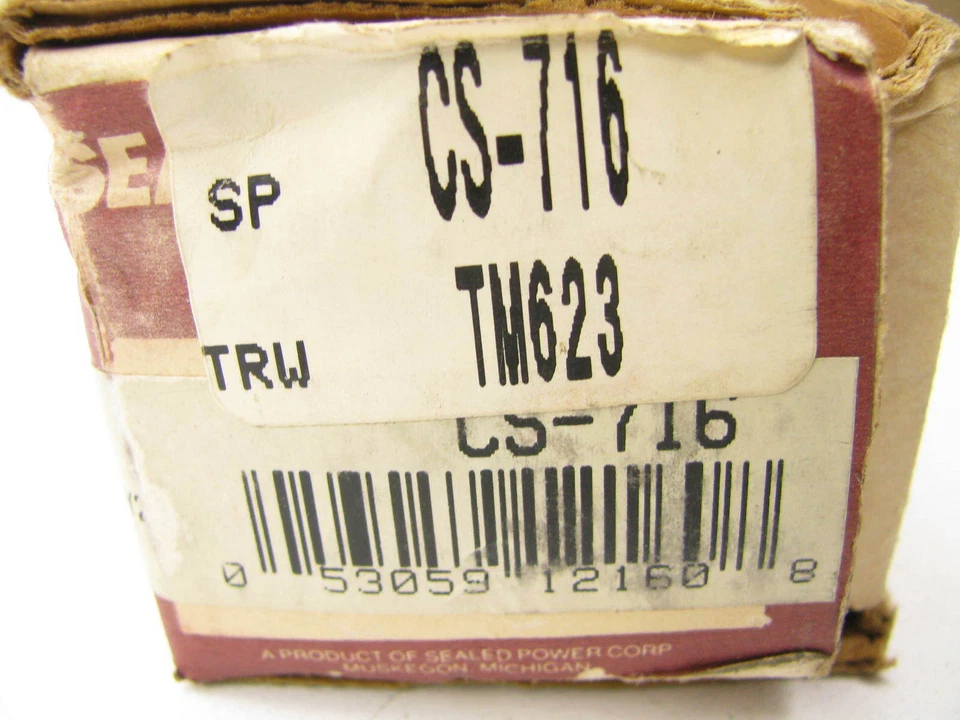 SP CS-716
TRW TM623
CS-716
0 53059 12160 8
A PRODUCT OF SEALED POWER CORP
MUSKEGON, MICHIGAN